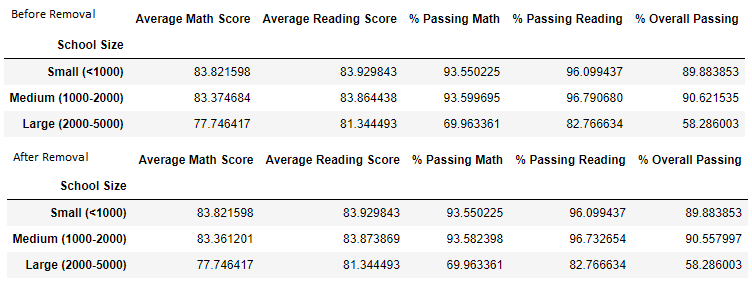 Before Removal Average Math Score Average Reading Score % Passing Math % Passing Reading % Overall Passing
School Size
Small (<1000) 83.821598 83.929843 93.550225 96.099437 89.883853
Medium (1000-2000) 83.374684 83.864438 93.599695 96.790680 90.621535
Large (2000-5000) 77.746417 81.344493 69.963361 82.766634 58.286003
After Removal Average Math Score Average Reading Score % Passing Math % Passing Reading % Overall Passing
School Size
Small (<1000) 83.821598 83.929843 93.550225 96.099437 89.883853
Medium (1000-2000) 83.361201 83.873869 93.582398 96.732654 90.557997
Large (2000-5000) 77.746417 81.344493 69.963361 82.766634 58.286003